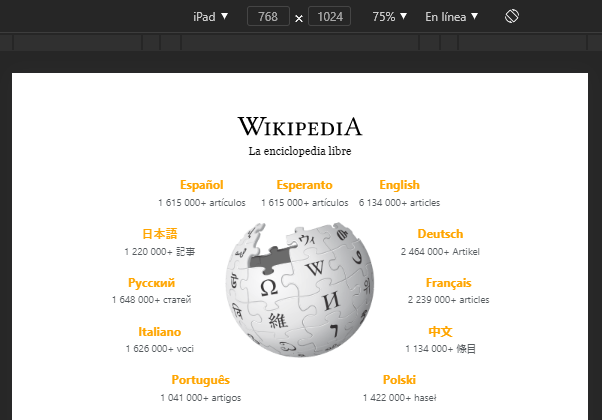 iPad ▼ 768 × 1024 75% ▼ En línea ▼
WIKIPEDIA
La enciclopedia libre
Español Esperanto English
1 615 000+ artículos 1 615 000+ artículos 6 134 000+ articles
日本語 Deutsch
1 220 000+ 記事 2 464 000+ Artikel
Русский Français
1 648 000+ статей 2 239 000+ articles
Italiano 中文
1 626 000+ voci 1 134 000+ 條目
Português Polski
1 041 000+ artigos 1 422 000+ haseł
Ω W И 維